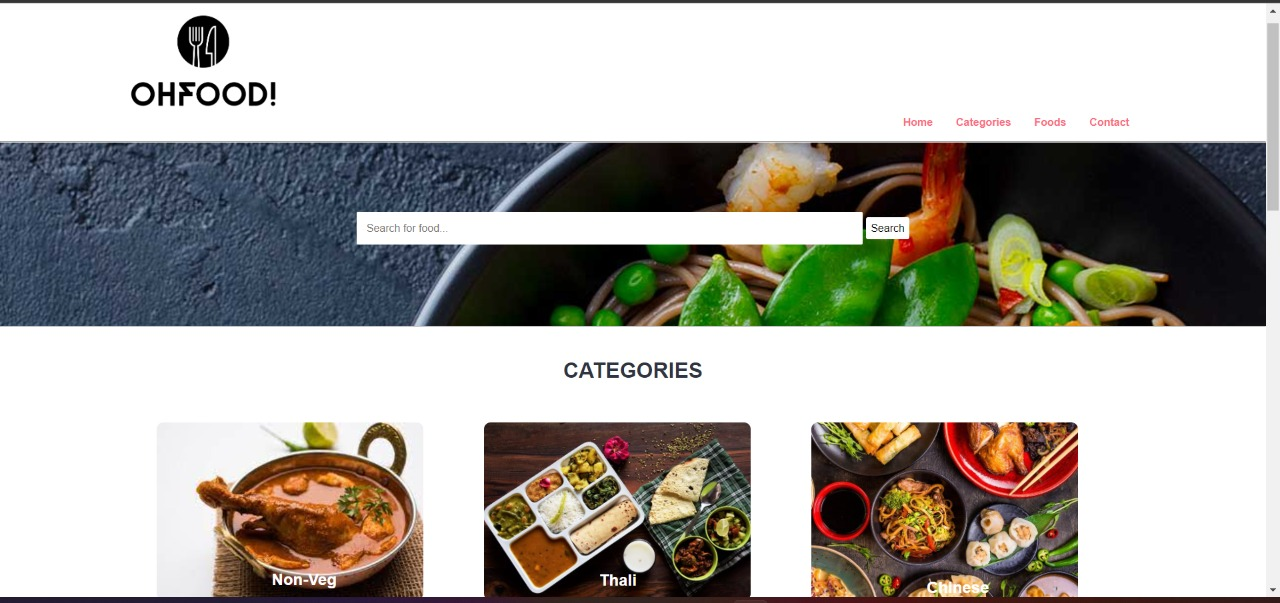 OHFOOD!
Home Categories Foods Contact
Search for food... Search
CATEGORIES
Non-Veg Thali Chinese